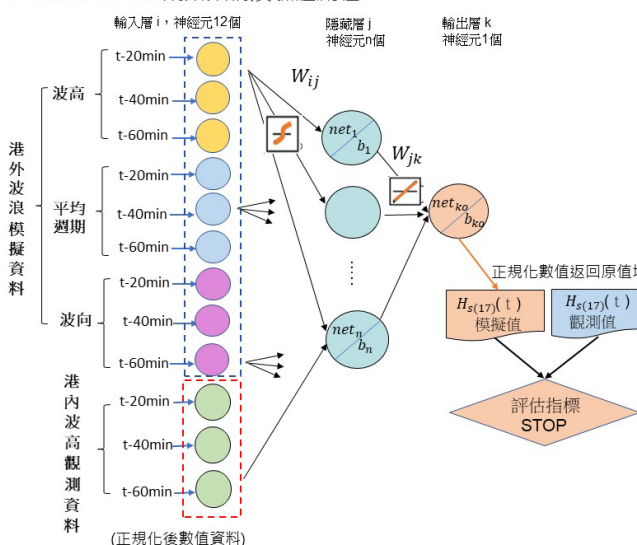 輸入層 i，神經元12個
隱藏層 j
神經元n個
輸出層 k
神經元1個
港外波浪模擬資料
波高
t-20min
t-40min
t-60min
平均
週期
t-20min
t-40min
t-60min
波向
t-20min
t-40min
t-60min
港內波高觀測資料
t-20min
t-40min
t-60min
(正規化後數值資料)
W_ij
net_1
b_1
W_jk
......
net_n
b_n
net_ko
b_ko
正規化數值返回原值
H_s(17)(t)
模擬值
H_s(17)(t)
觀測值
評估指標
STOP